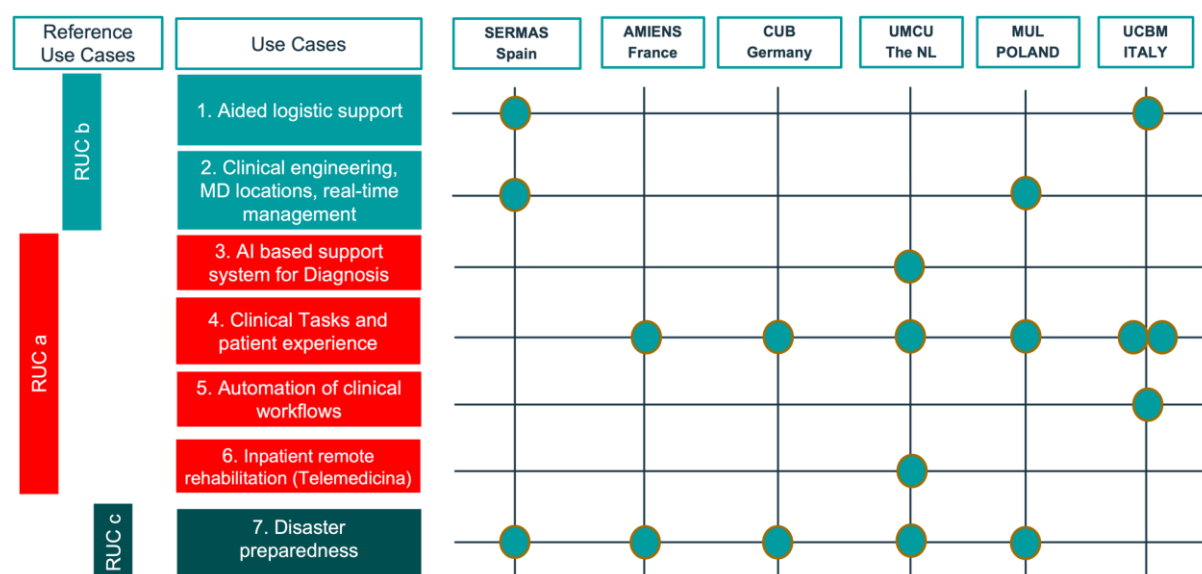 Reference
Use Cases
Use Cases
SERMAS
Spain
AMIENS
France
CUB
Germany
UMCU
The NL
MUL
POLAND
UCBM
ITALY
RUC b
1. Aided logistic support
2. Clinical engineering,
MD locations, real-time
management
RUC a
3. AI based support
system for Diagnosis
4. Clinical Tasks and
patient experience
5. Automation of clinical
workflows
6. Inpatient remote
rehabilitation (Telemedicina)
RUC c
7. Disaster
preparedness